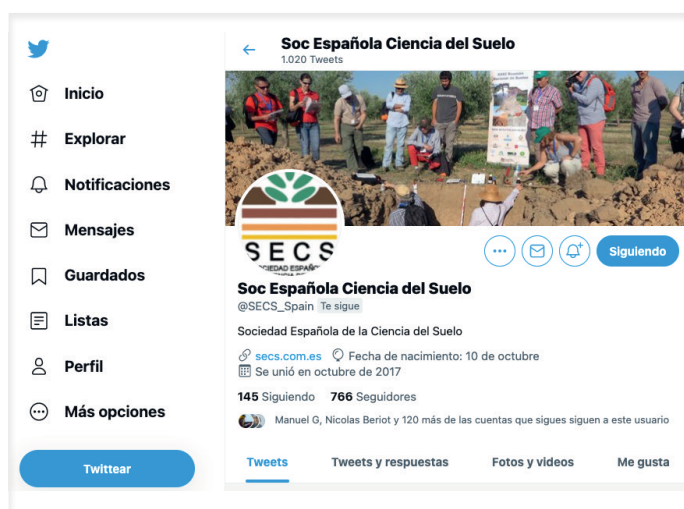 Inicio
Explorar
Notificaciones
Mensajes
Guardados
Listas
Perfil
Más opciones
Twittear
Soc Española Ciencia del Suelo
1.020 Tweets
SECS
Siguiendo
Soc Española Ciencia del Suelo
@SECS_Spain Te sigue
Sociedad Española de la Ciencia del Suelo
secs.com.es Fecha de nacimiento: 10 de octubre
Se unió en octubre de 2017
145 Siguiendo 766 Seguidores
Manuel G, Nicolas Beriot y 120 más de las cuentas que sigues siguen a este usuario
Tweets Tweets y respuestas Fotos y videos Me gusta